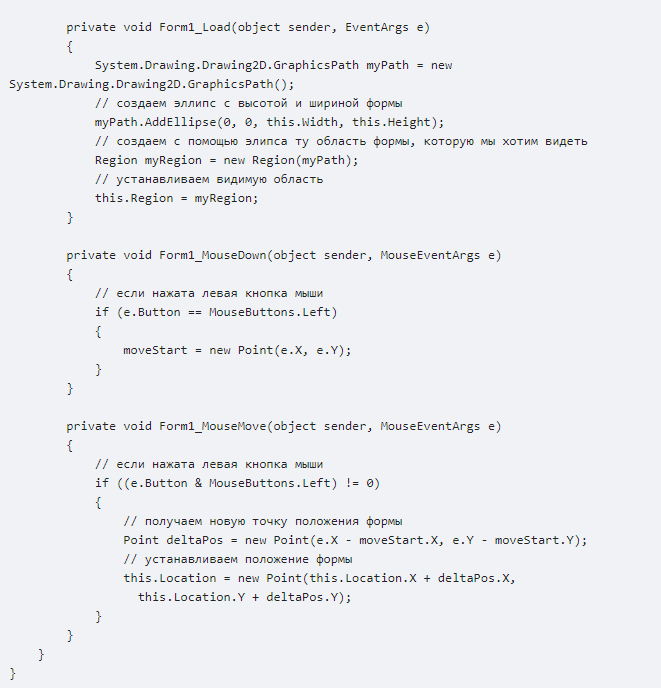 private void Form1_Load(object sender, EventArgs e)
{
System.Drawing.Drawing2D.GraphicsPath myPath = new
System.Drawing.Drawing2D.GraphicsPath();
// создаем эллипс с высотой и шириной формы
myPath.AddEllipse(0, 0, this.Width, this.Height);
// создаем с помощью элипса ту область формы, которую мы хотим видеть
Region myRegion = new Region(myPath);
// устанавливаем видимую область
this.Region = myRegion;
}
private void Form1_MouseDown(object sender, MouseEventArgs e)
{
// если нажата левая кнопка мыши
if (e.Button == MouseButtons.Left)
{
moveStart = new Point(e.X, e.Y);
}
}
private void Form1_MouseMove(object sender, MouseEventArgs e)
{
// если нажата левая кнопка мыши
if ((e.Button & MouseButtons.Left) != 0)
{
// получаем новую точку положения формы
Point deltaPos = new Point(e.X - moveStart.X, e.Y - moveStart.Y);
// устанавливаем положение формы
this.Location = new Point(this.Location.X + deltaPos.X,
this.Location.Y + deltaPos.Y);
}
}
}
}